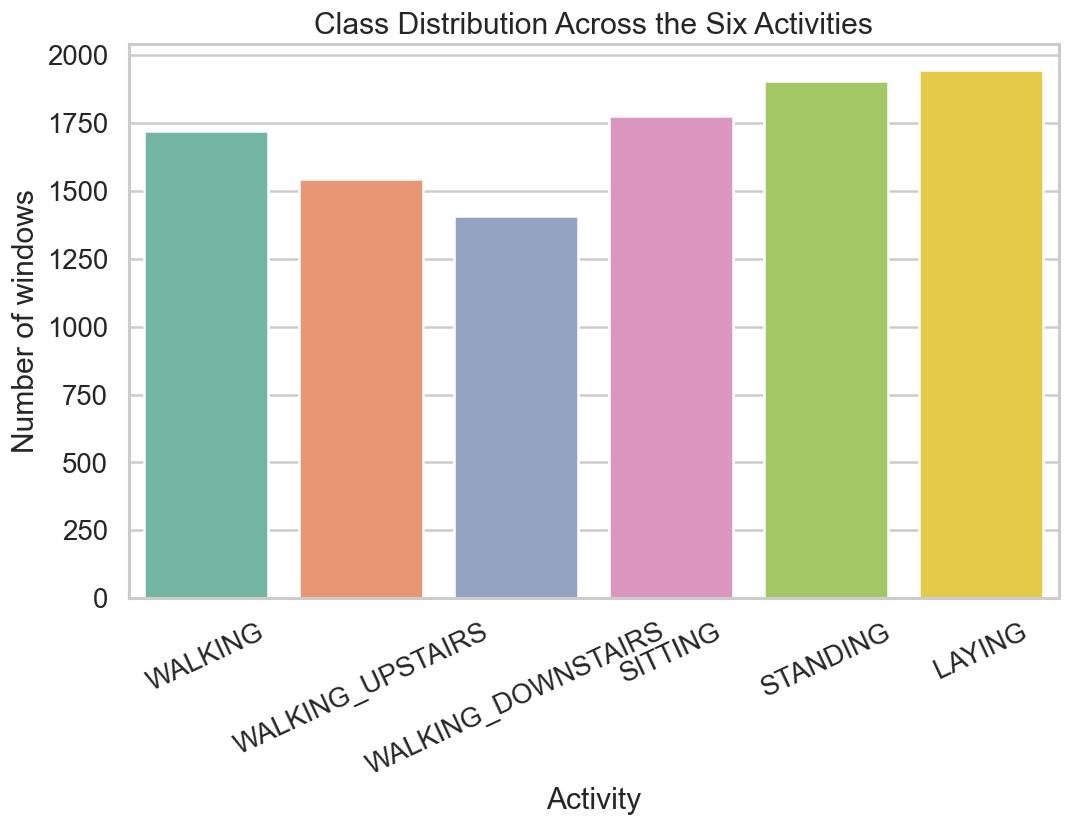 Class Distribution Across the Six Activities
Number of windows
2000
1750
1500
1250
1000
750
500
250
0
WALKING
WALKING_UPSTAIRS
WALKING_DOWNSTAIRS
SITTING
STANDING
LAYING
Activity